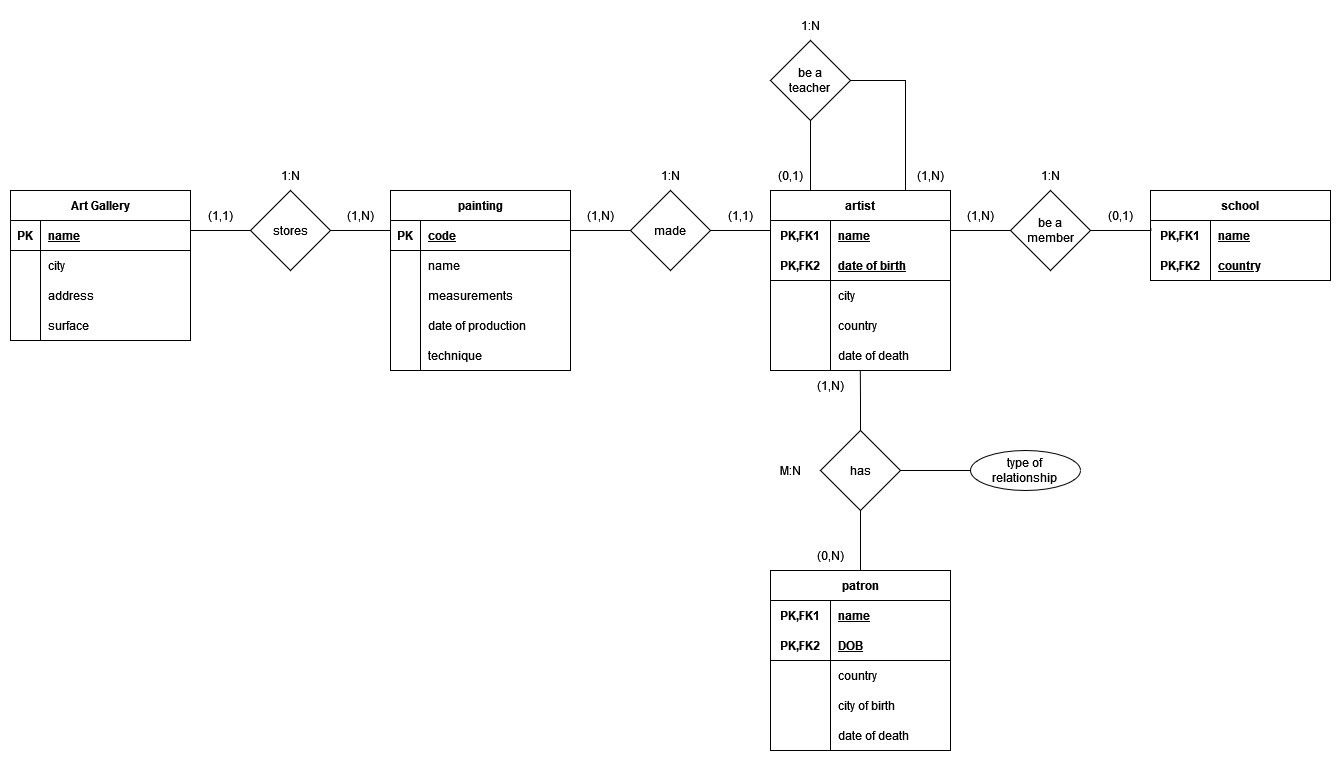 1:N
be a
teacher
(0,1)
(1,N)
Art Gallery
PK name
city
address
surface
(1,1)
1:N
stores
(1,N)
painting
PK code
name
measurements
date of production
technique
(1,N)
1:N
made
(1,1)
artist
PK,FK1 name
PK,FK2 date of birth
city
country
date of death
(1,N)
1:N
be a
member
(0,1)
school
PK,FK1 name
PK,FK2 country
(1,N)
M:N
has
type of
relationship
(0,N)
patron
PK,FK1 name
PK,FK2 DOB
country
city of birth
date of death